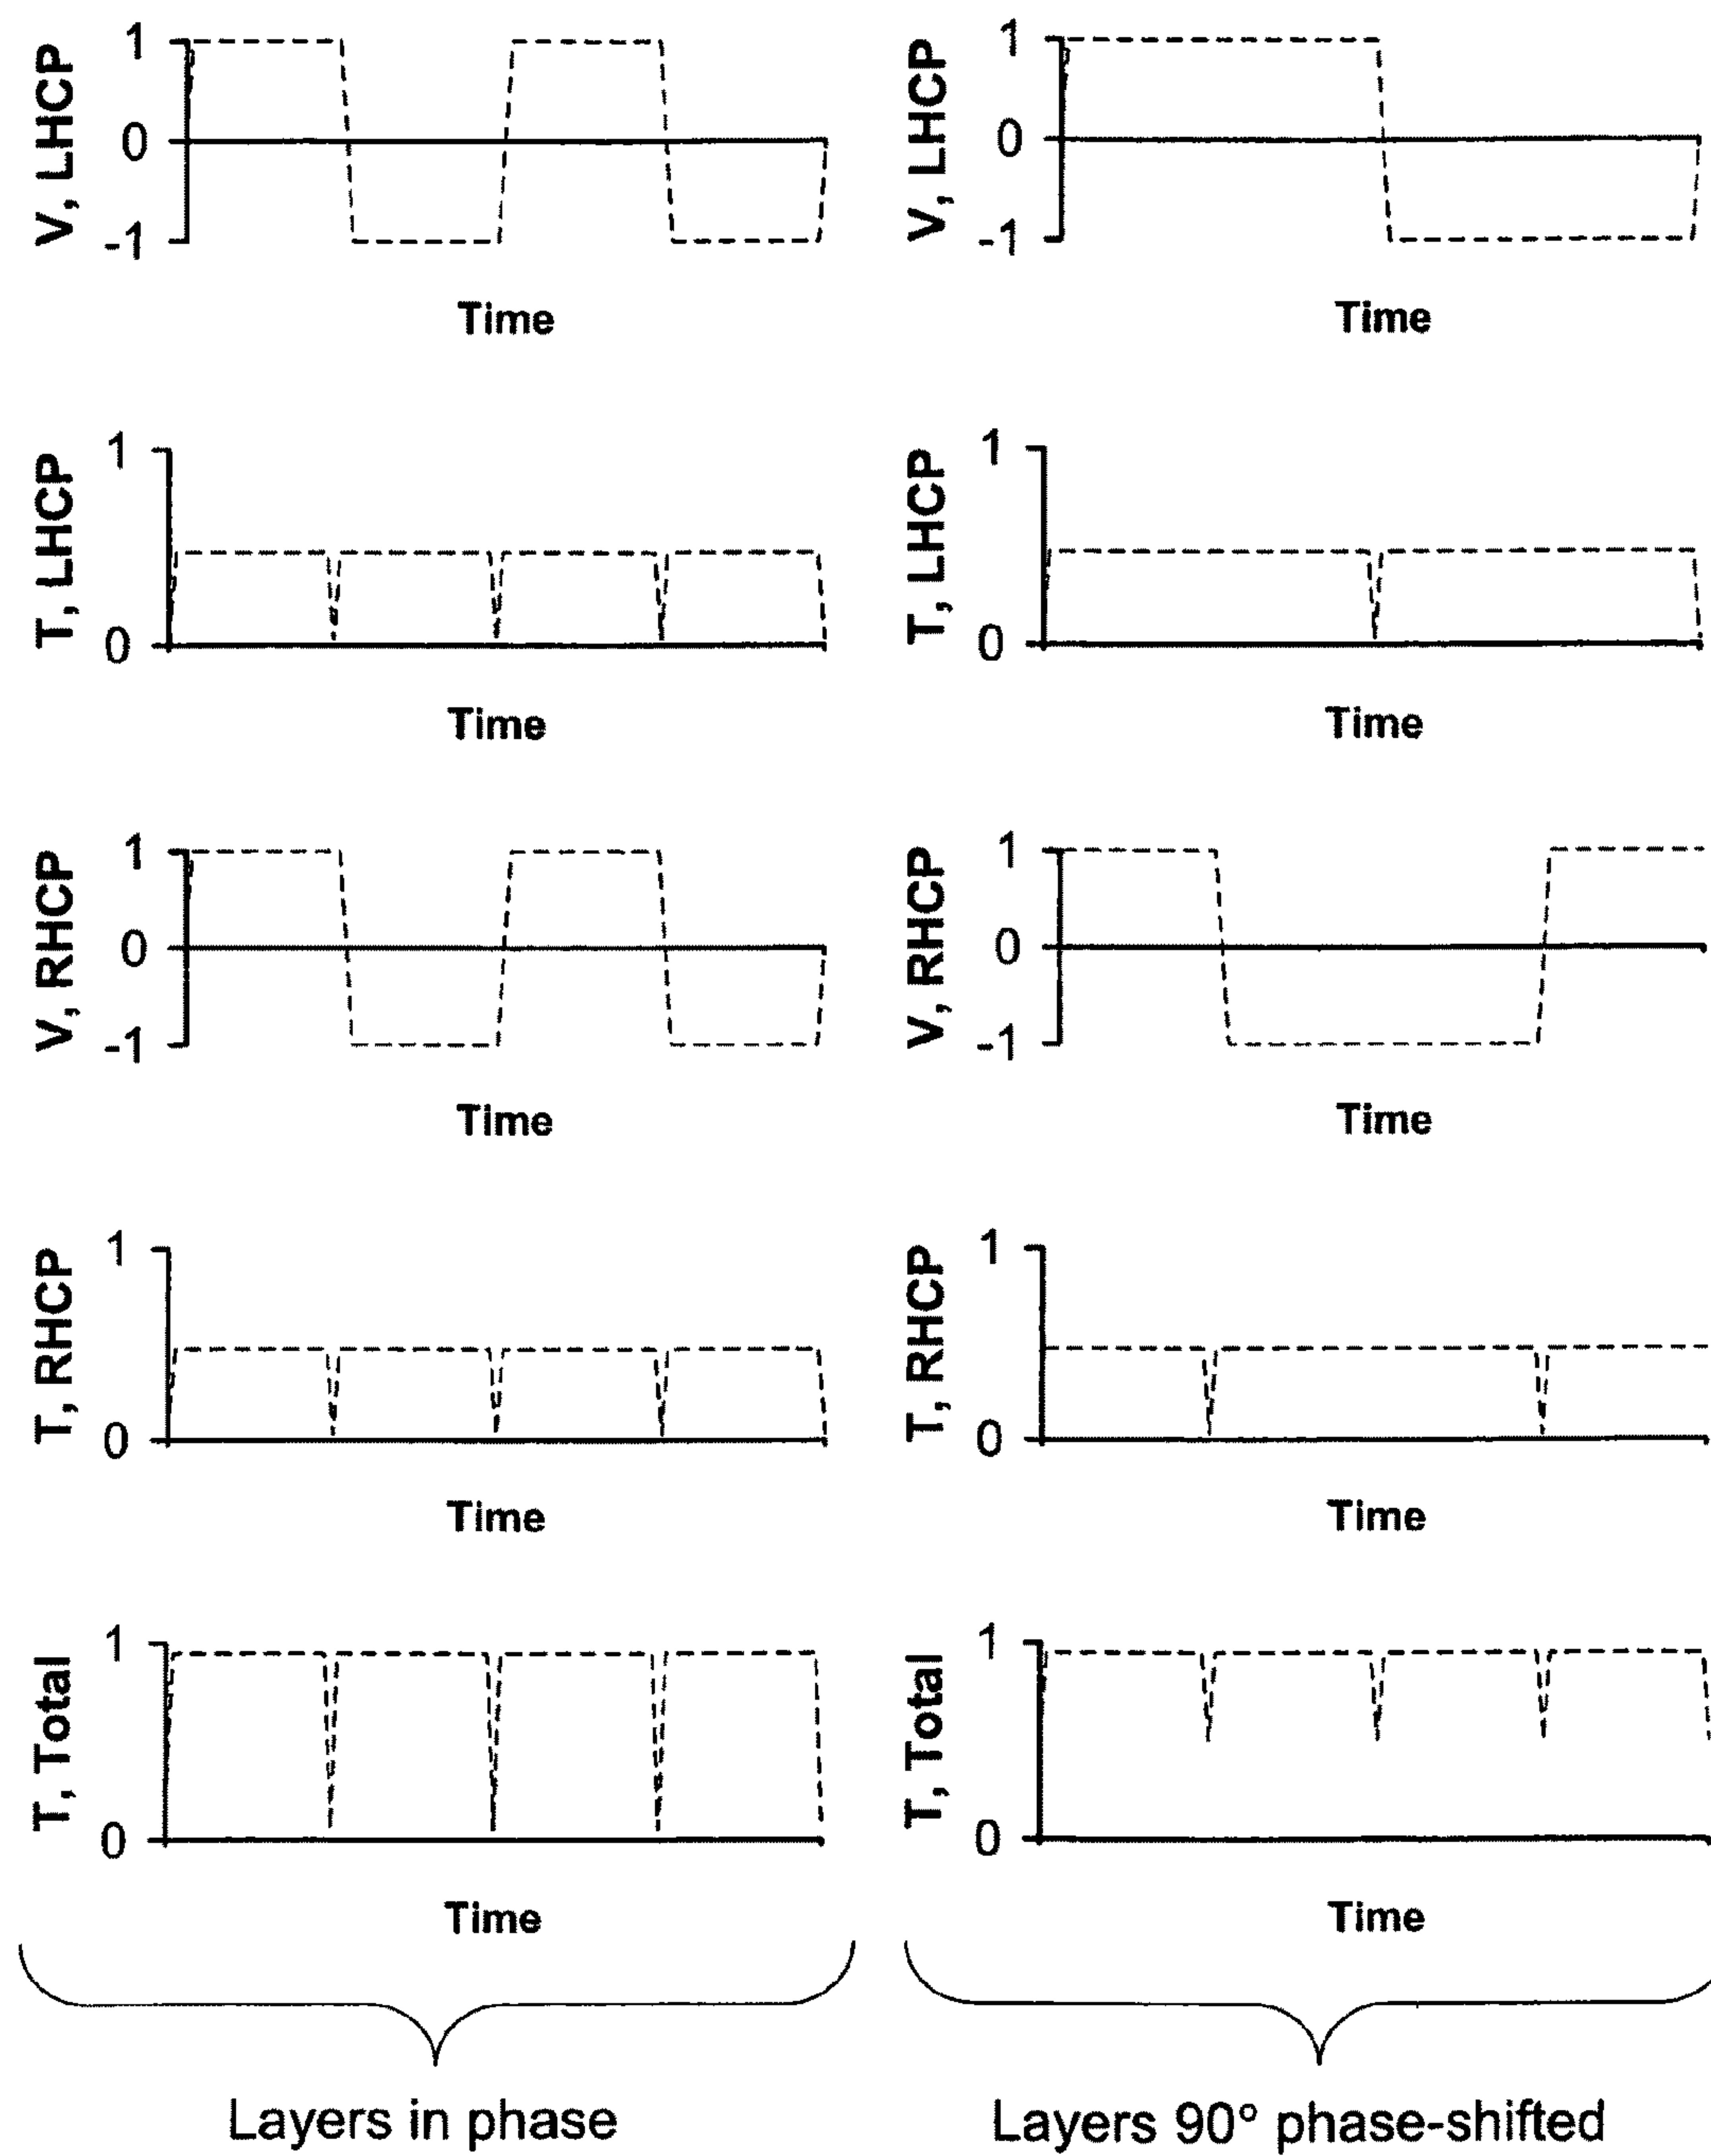 V, LHCP
1
0
-1
Time
V, LHCP
1
0
-1
Time
T, LHCP
1
0
Time
T, LHCP
1
0
Time
V, RHCP
1
0
-1
Time
V, RHCP
1
0
-1
Time
T, RHCP
1
0
Time
T, RHCP
1
0
Time
T, Total
1
0
Time
T, Total
1
0
Time
Layers in phase
Layers 90° phase-shifted